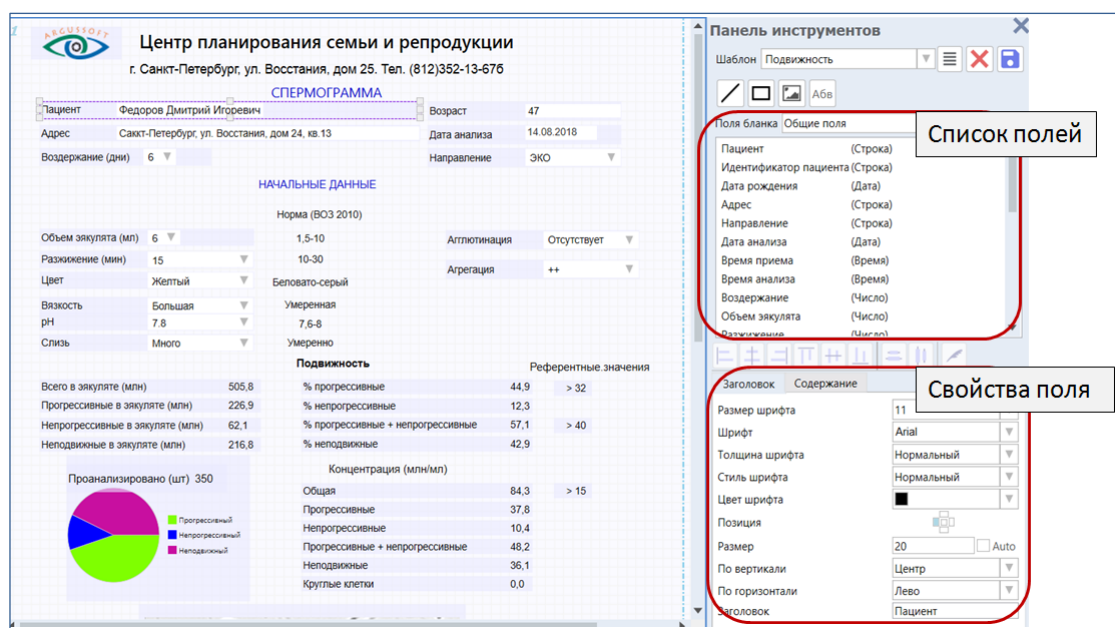 1
ARGUSSOFT
Центр планирования семьи и репродукции
г. Санкт-Петербург, ул. Восстания, дом 25. Тел. (812)352-13-676
СПЕРМОГРАММА
Пациент Федоров Дмитрий Игоревич Возраст 47
Адрес Саккт-Петербург, ул. Восстания, дом 24, кв.13 Дата анализа 14.08.2018
Воздержание (дни) 6 Направление ЭКО
НАЧАЛЬНЫЕ ДАННЫЕ
Норма (ВОЗ 2010)
Объем эякулята (мл) 6 1,5-10 Агглютинация Отсутствует
Разжижение (мин) 15 10-30
Агрегация ++
Цвет Желтый Беловато-серый
Вязкость Большая Умеренная
pH 7.8 7,6-8
Слизь Много Умеренно
Подвижность Референтные.значения
Всего в эякуляте (млн) 505,8 % прогрессивные 44,9 > 32
Прогрессивные в эякуляте (млн) 226,9 % непрогрессивные 12,3
Непрогрессивные в эякуляте (млн) 62,1 % прогрессивные + непрогрессивные 57,1 > 40
Неподвижные в эякуляте (млн) 216,8 % неподвижные 42,9
Концентрация (млн/мл)
Проанализировано (шт) 350
Общая 84,3 > 15
Прогрессивные 37,8
Непрогрессивные 10,4
Прогрессивные + непрогрессивные 48,2
Неподвижные 36,1
Круглые клетки 0,0
Прогрессивный
Непрогрессивный
Неподвижный
Панель инструментов
Шаблон Подвижность
Абв
Поля бланка Общие поля
Список полей
Пациент (Строка)
Идентификатор пациента (Строка)
Дата рождения (Дата)
Адрес (Строка)
Направление (Строка)
Дата анализа (Дата)
Время приема (Время)
Время анализа (Время)
Воздержание (Число)
Объем эякулята (Число)
Разжижение (Число)
Заголовок Содержание
Свойства поля
Размер шрифта 11
Шрифт Arial
Толщина шрифта Нормальный
Стиль шрифта Нормальный
Цвет шрифта
Позиция
Размер 20 Auto
По вертикали Центр
По горизонтали Лево
Заголовок Пациент